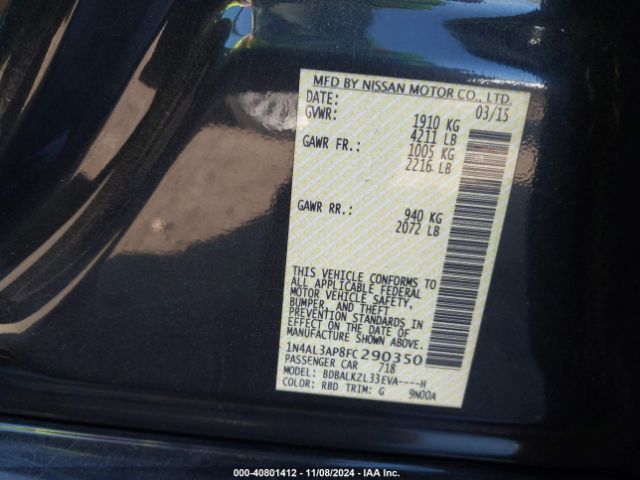 MFD BY NISSAN MOTOR CO., LTD.
DATE: 03/15
GVWR: 1910 KG
4211 LB
GAWR FR.: 1005 KG
2216 LB
GAWR RR.: 940 KG
2072 LB
THIS VEHICLE CONFORMS TO
ALL APPLICABLE FEDERAL
MOTOR VEHICLE SAFETY,
BUMPER, AND THEFT
PREVENTION STANDARDS IN
EFFECT ON THE DATE OF
MANUFACTURE SHOWN ABOVE.
1N4AL3AP8FC290350
PASSENGER CAR 718
MODEL: BDBALKZL33EVA----H
COLOR: RBD TRIM: G 9N00A
000-40801412 - 11/08/2024 - IAA Inc.